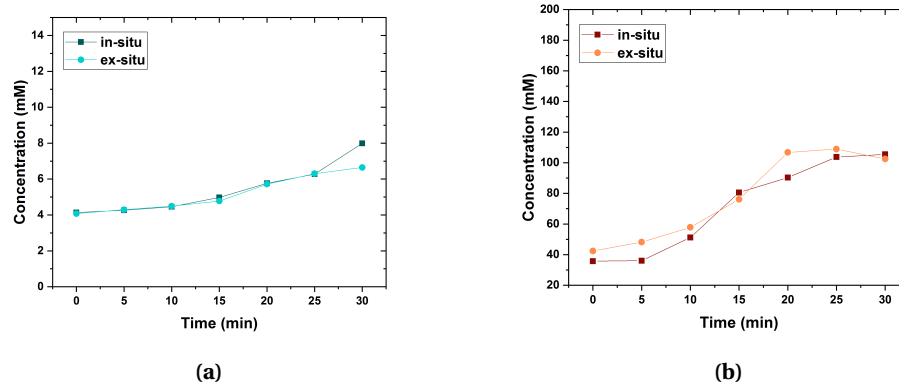 14
12
10
8
6
4
2
0
Concentration (mM)
in-situ
ex-situ
0 5 10 15 20 25 30
Time (min)
(a)
200
180
160
140
120
100
80
60
40
20
Concentration (mM)
in-situ
ex-situ
0 5 10 15 20 25 30
Time (min)
(b)